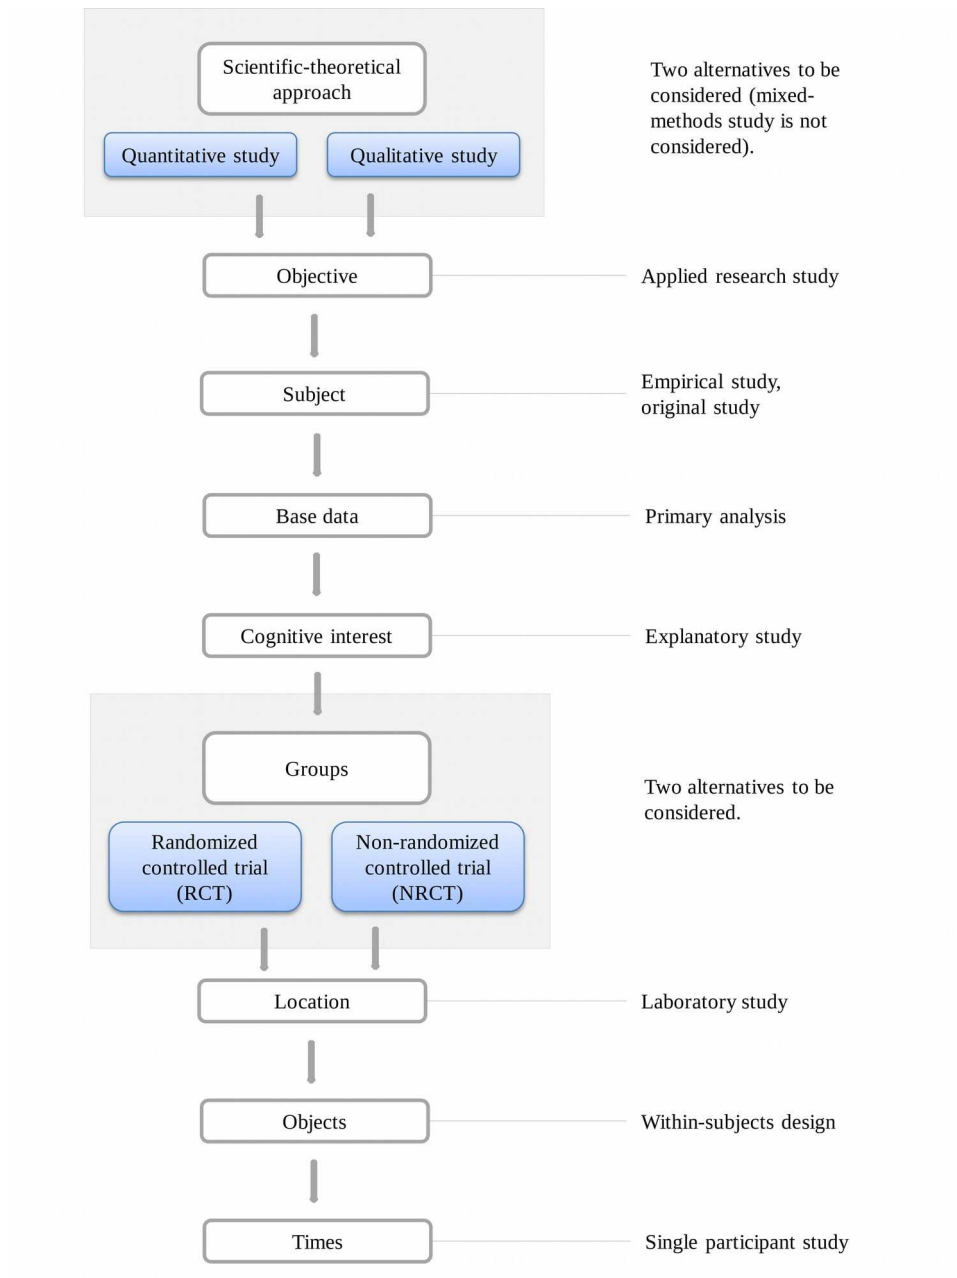 Scientific-theoretical
approach
Two alternatives to be
considered (mixed-
methods study is not
considered).
Quantitative study
Qualitative study
Objective
Applied research study
Subject
Empirical study,
original study
Base data
Primary analysis
Cognitive interest
Explanatory study
Groups
Two alternatives to be
considered.
Randomized
controlled trial
(RCT)
Non-randomized
controlled trial
(NRCT)
Location
Laboratory study
Objects
Within-subjects design
Times
Single participant study